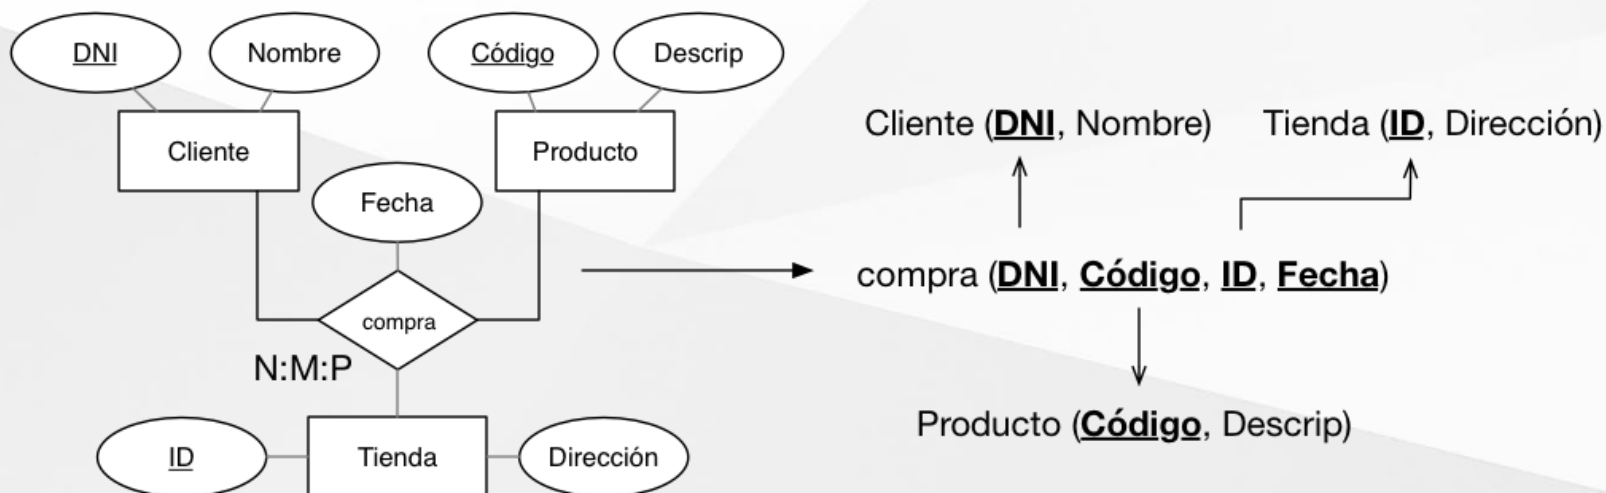 DNI
Nombre
Código
Descrip
Cliente
Producto
Fecha
compra
N:M:P
ID
Tienda
Dirección
Cliente (DNI, Nombre)
Tienda (ID, Dirección)
compra (DNI, Código, ID, Fecha)
Producto (Código, Descrip)